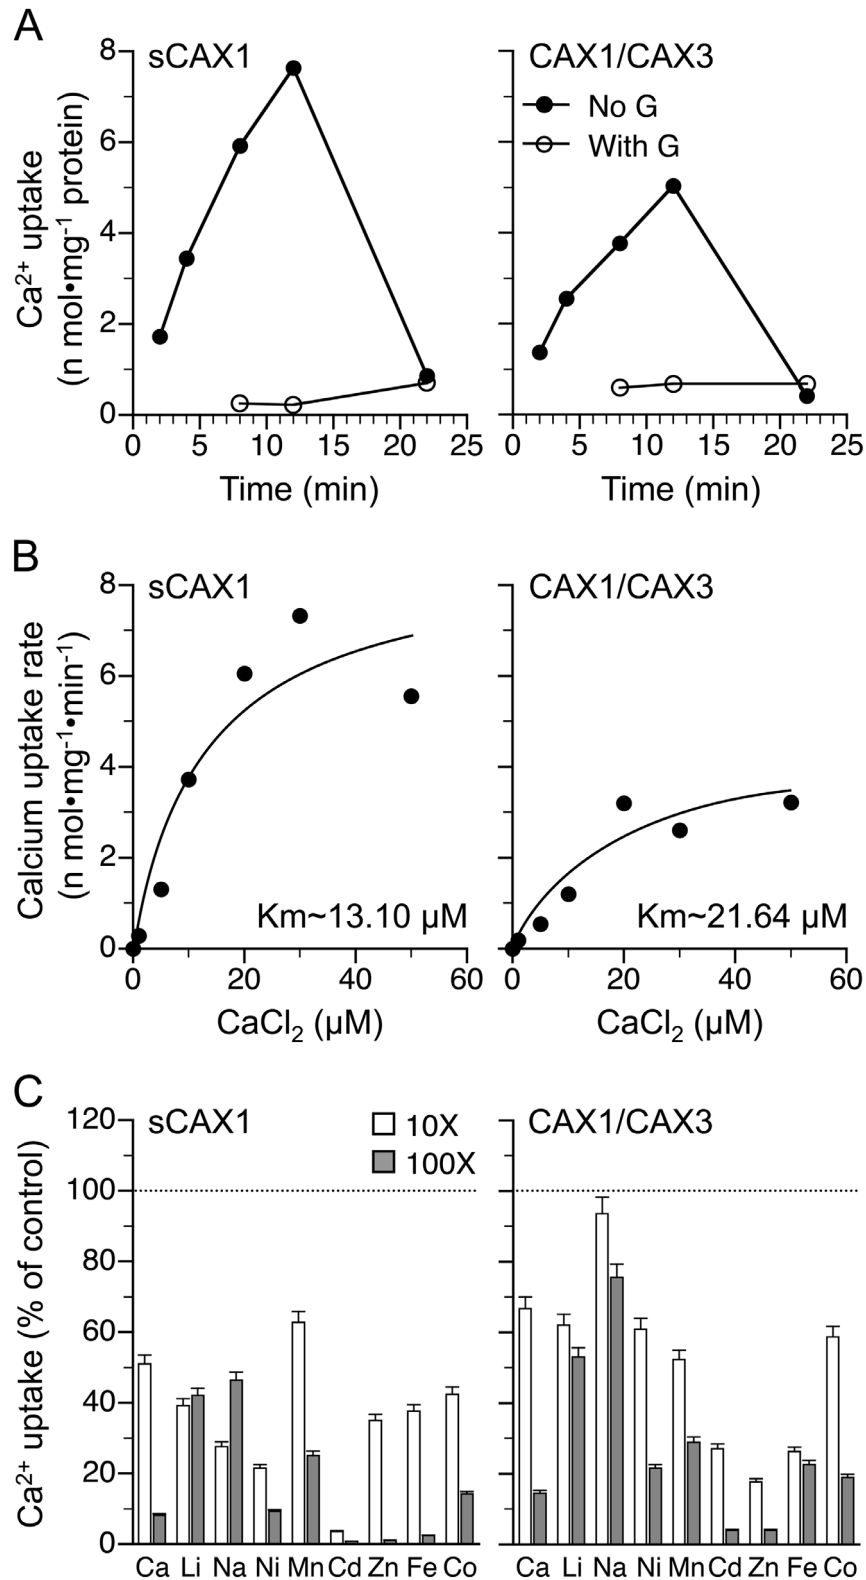 A
sCAX1
CAX1/CAX3
No G
With G
Ca²⁺ uptake
(n mol•mg⁻¹ protein)
8
6
4
2
0
0 5 10 15 20 25
0 5 10 15 20 25
Time (min)
Time (min)
B
sCAX1
CAX1/CAX3
Calcium uptake rate
(n mol•mg⁻¹•min⁻¹)
8
6
4
2
0
Km~13.10 µM
Km~21.64 µM
0 20 40 60
0 20 40 60
CaCl₂ (µM)
CaCl₂ (µM)
C
sCAX1
10X
100X
CAX1/CAX3
Ca²⁺ uptake (% of control)
120
100
80
60
40
20
0
Ca Li Na Ni Mn Cd Zn Fe Co
Ca Li Na Ni Mn Cd Zn Fe Co